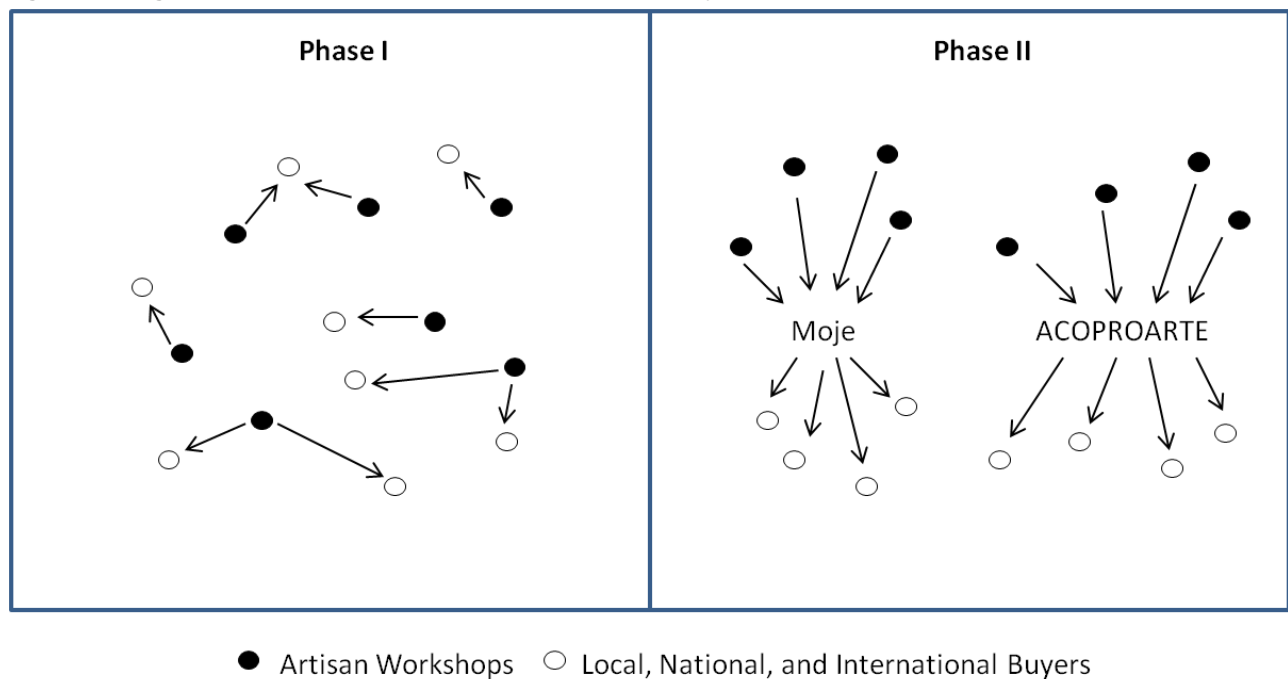 Phase I
Phase II
Moje
ACOPROARTE
Artisan Workshops
Local, National, and International Buyers